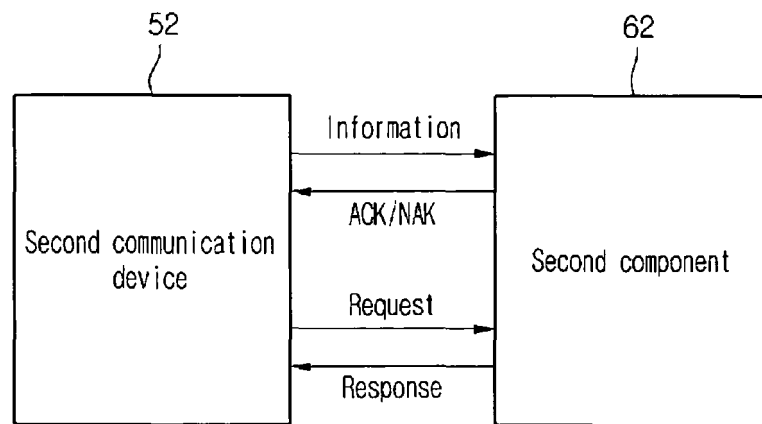 52
62
Information
ACK/NAK
Second communication
device
Second component
Request
Response